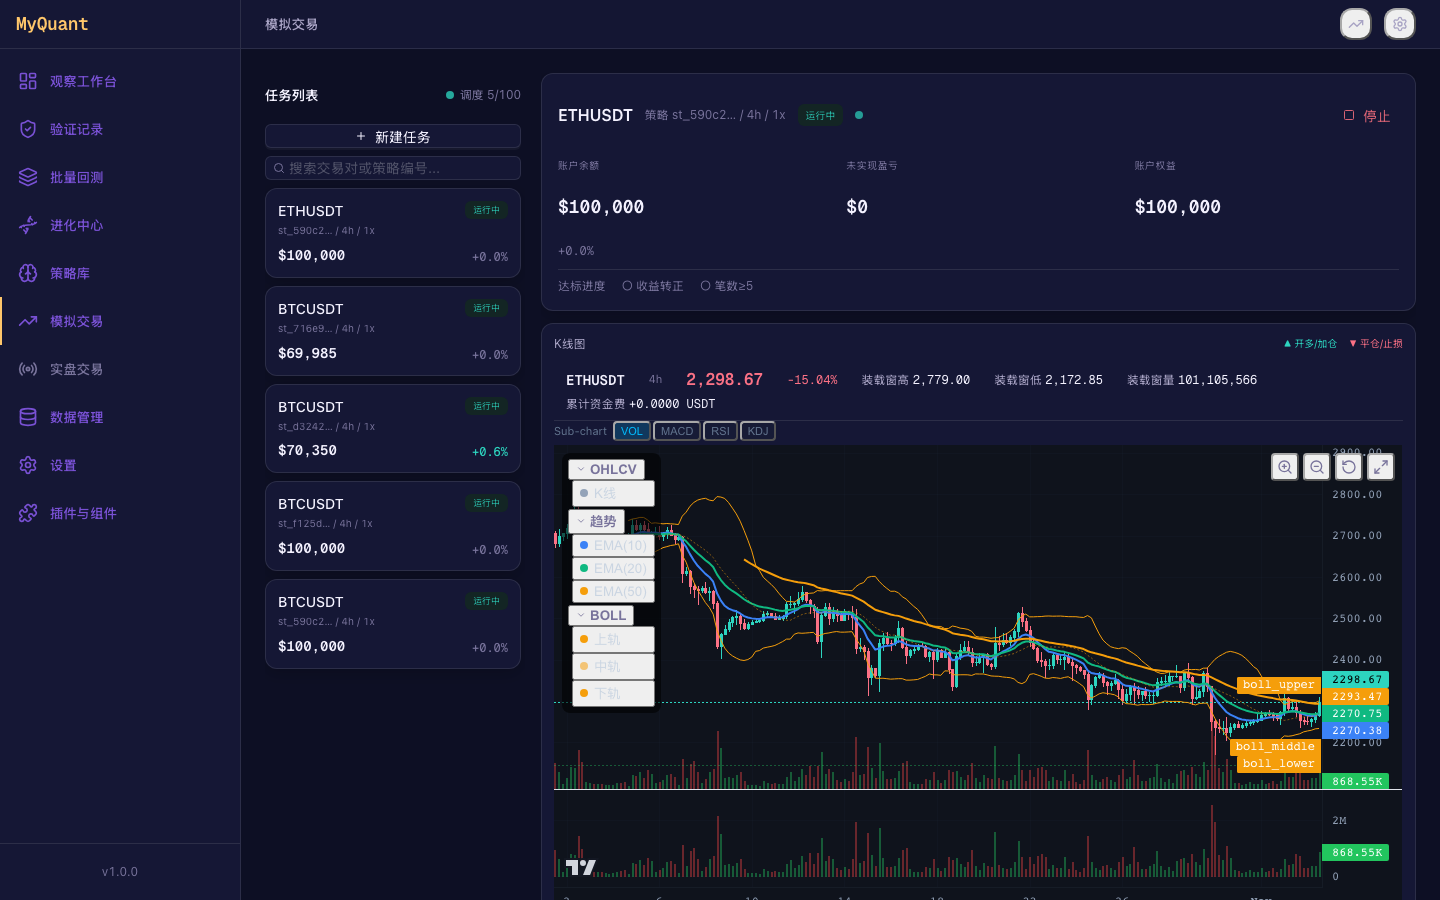 MyQuant
模拟交易
观察工作台
验证记录
批量回测
进化中心
策略库
模拟交易
实盘交易
数据管理
设置
插件与组件
v1.0.0
任务列表
调度 5/100
+ 新建任务
搜索交易对或策略编号...
ETHUSDT 运行中
st_590c2... / 4h / 1x
$100,000 +0.0%
BTCUSDT 运行中
st_716e9... / 4h / 1x
$69,985 +0.0%
BTCUSDT 运行中
st_d3242... / 4h / 1x
$70,350 +0.6%
BTCUSDT 运行中
st_f125d... / 4h / 1x
$100,000 +0.0%
BTCUSDT 运行中
st_590c2... / 4h / 1x
$100,000 +0.0%
ETHUSDT 策略 st_590c2... / 4h / 1x 运行中
停止
账户余额 未实现盈亏 账户权益
$100,000 $0 $100,000
+0.0%
达标进度 收益转正 笔数≥5
K线图
▲ 开多/加仓 ▼ 平仓/止损
ETHUSDT 4h 2,298.67 -15.04% 装载窗高 2,779.00 装载窗低 2,172.85 装载窗量 101,105,566
累计资金费 +0.0000 USDT
Sub-chart VOL MACD RSI KDJ
OHLCV
K线
趋势
EMA(10)
EMA(20)
EMA(50)
BOLL
上轨
中轨
下轨
2900.00
2800.00
2700.00
2600.00
2500.00
2400.00
boll_upper
2298.67
2293.47
2270.75
2270.38
2200.00
boll_middle
boll_lower
868.55K
2M
868.55K
0